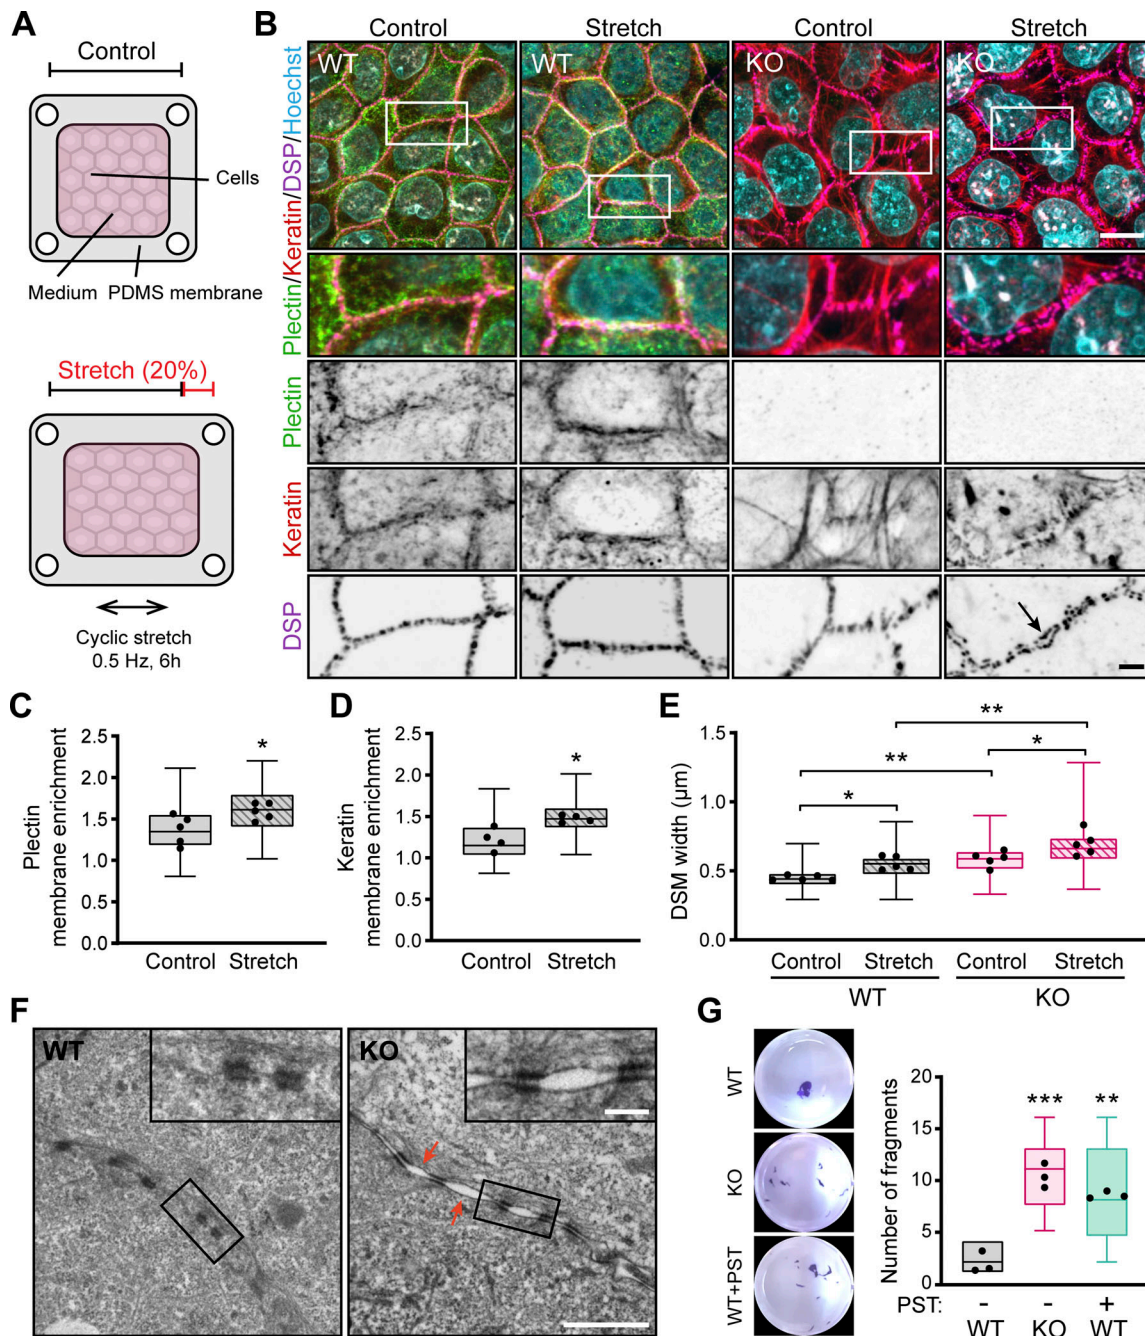 A
Control
Cells
Medium PDMS membrane
Stretch (20%)
Cyclic stretch
0.5 Hz, 6h
B
Control Stretch Control Stretch
WT WT KO KO
Plectin/Keratin/DSP/Hoechst
Plectin
Keratin
DSP
C
Plectin
membrane enrichment
2.5
2.0
1.5
1.0
0.5
0.0
*
Control Stretch
D
Keratin
membrane enrichment
2.5
2.0
1.5
1.0
0.5
0.0
*
Control Stretch
E
DSM width (µm)
1.5
1.0
0.5
0.0
**
** *
*
Control Stretch Control Stretch
WT KO
F
WT KO
G
WT
KO
WT+PST
Number of fragments
20
15
10
5
0
*** **
PST: - - +
WT KO WT